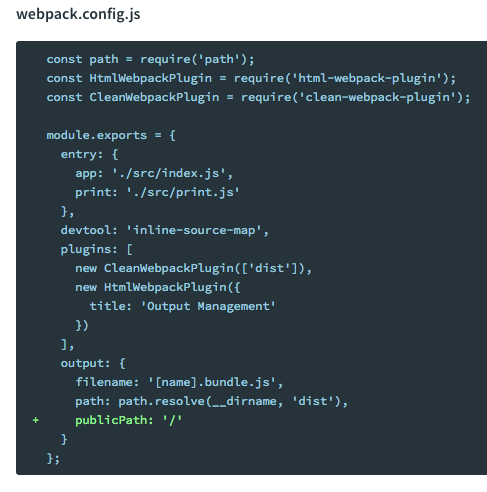 webpack.config.js
const path = require('path');
const HtmlWebpackPlugin = require('html-webpack-plugin');
const CleanWebpackPlugin = require('clean-webpack-plugin');
module.exports = {
entry: {
app: './src/index.js',
print: './src/print.js'
},
devtool: 'inline-source-map',
plugins: [
new CleanWebpackPlugin(['dist']),
new HtmlWebpackPlugin({
title: 'Output Management'
})
],
output: {
filename: '[name].bundle.js',
path: path.resolve(__dirname, 'dist'),
+ publicPath: '/'
}
};